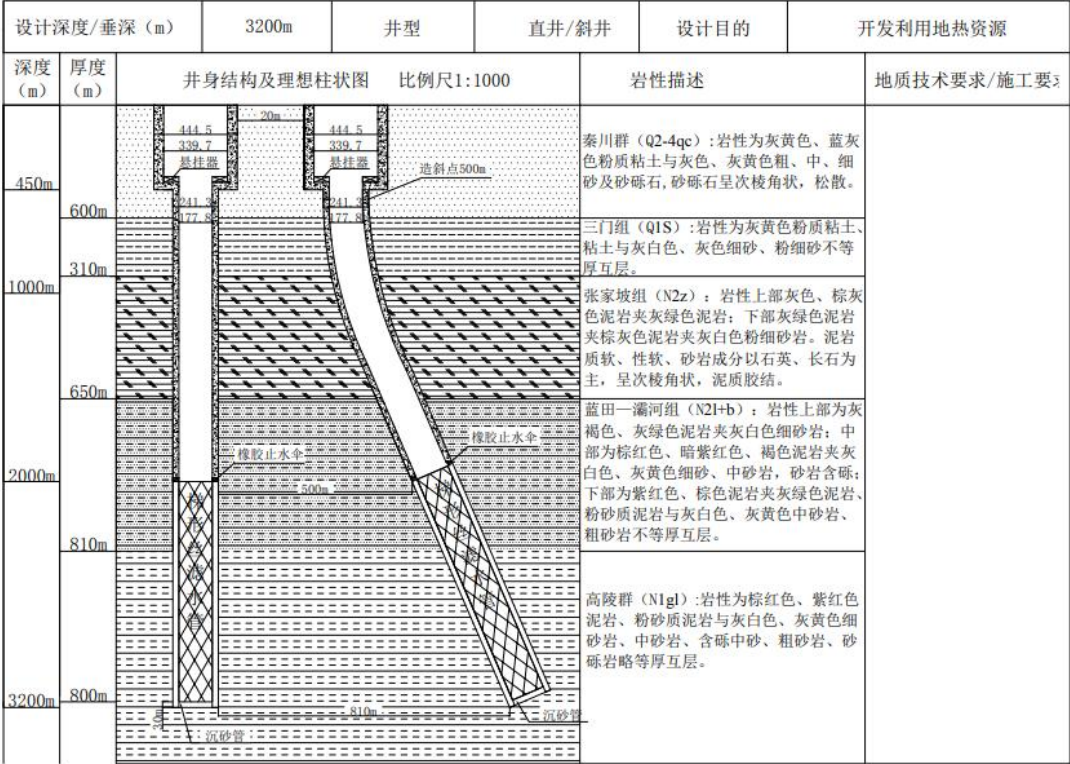 设计深度/垂深（m）
3200m
井型
直井/斜井
设计目的
开发利用地热资源
深度
（m）
厚度
（m）
井身结构及理想柱状图 比例尺1:1000
岩性描述
地质技术要求/施工要求
20m
444.5
339.7
悬挂器
444.5
339.7
悬挂器
造斜点500m
241.3
177.8
241.3
177.8
450m
600m
310m
1000m
650m
2000m
810m
3200m
800m
橡胶止水伞
橡胶止水伞
500m
810m
30m
沉砂管
沉砂管
秦川群（Q2-4qc）:岩性为灰黄色、蓝灰
色粉质粘土与灰色、灰黄色粗、中、细
砂及砂砾石,砂砾石呈次棱角状，松散。
三门组（Q1S）:岩性为灰黄色粉质粘土、
粘土与灰白色、灰色细砂、粉细砂不等
厚互层。
张家坡组（N2z）：岩性上部灰色、棕灰
色泥岩夹灰绿色泥岩；下部灰绿色泥岩
夹棕灰色泥岩夹灰白色粉细砂岩。泥岩
质软、性软、砂岩成分以石英、长石为
主，呈次棱角状，泥质胶结。
蓝田—灞河组（N2l+b）：岩性上部为灰
褐色、灰绿色泥岩夹灰白色细砂岩；中
部为棕红色、暗紫红色、褐色泥岩夹灰
白色、灰黄色细砂、中砂岩，砂岩含砾；
下部为紫红色、棕色泥岩夹灰绿色泥岩、
粉砂质泥岩与灰白色、灰黄色中砂岩、
粗砂岩不等厚互层。
高陵群（N1gl）:岩性为棕红色、紫红色
泥岩、粉砂质泥岩与灰白色、灰黄色细
砂岩、中砂岩、含砾中砂、粗砂岩、砂
砾岩略等厚互层。